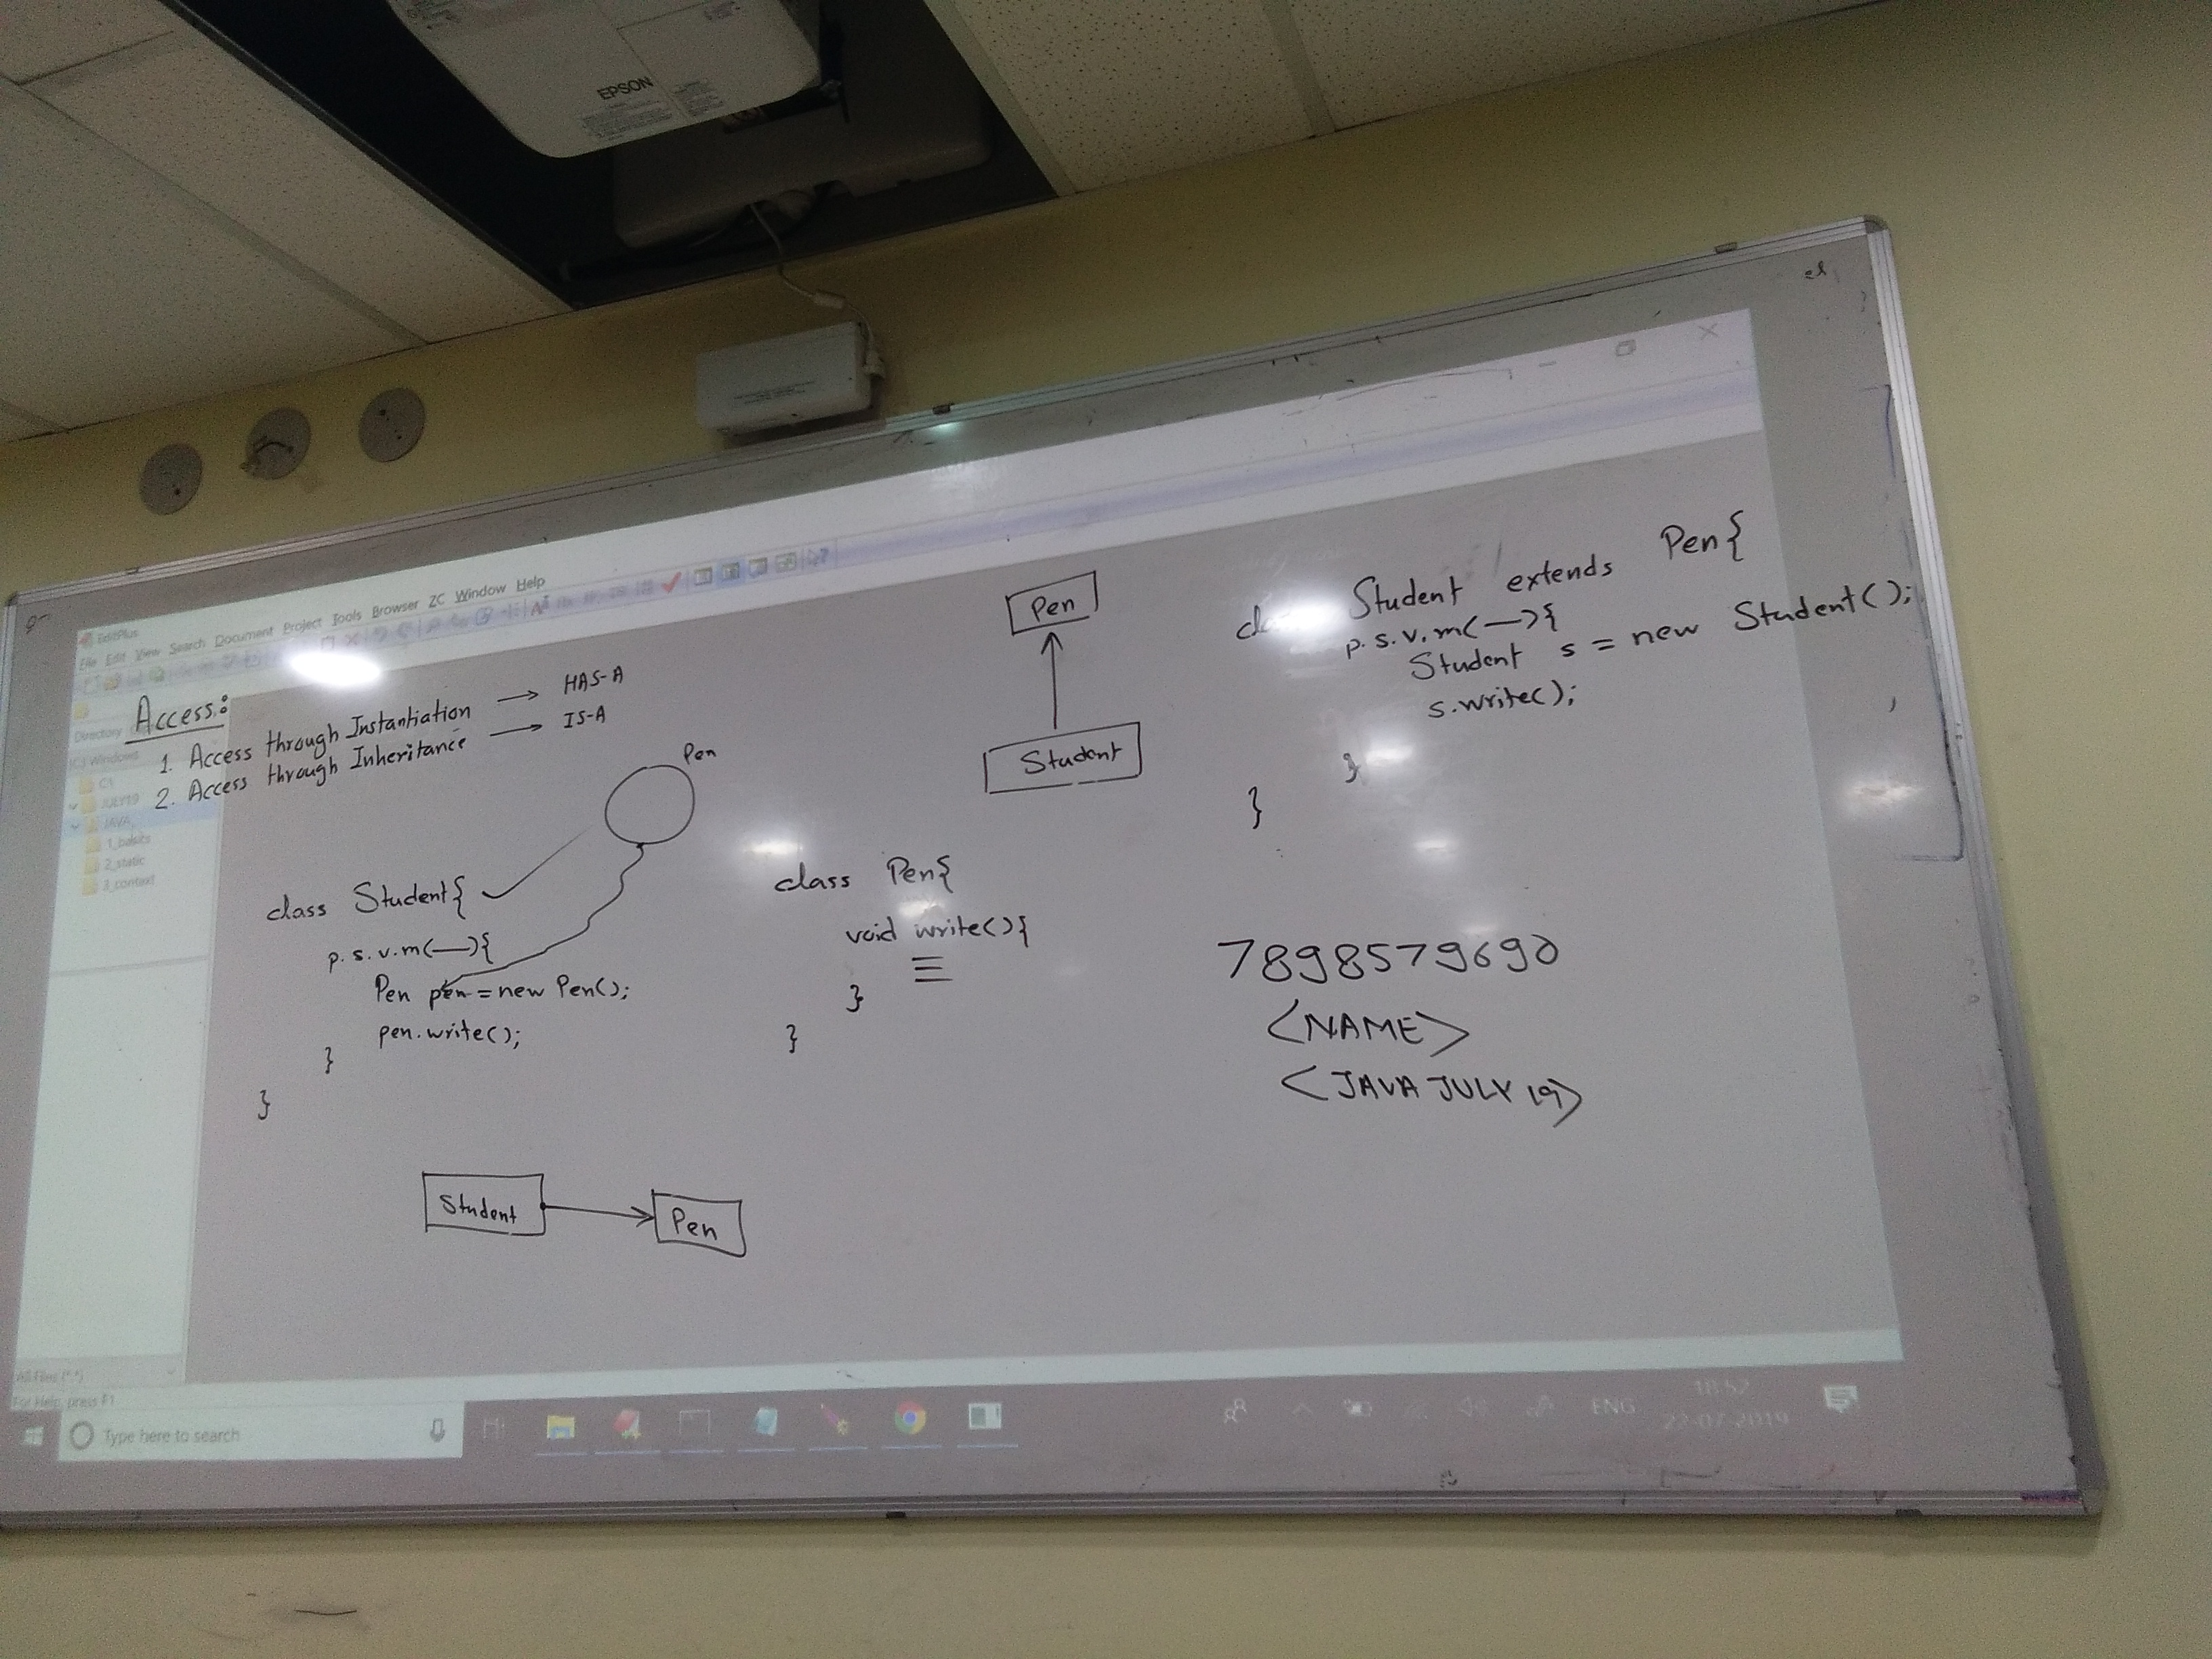 EPSON
EditPlus
File Edit View Search Document Project Tools Browser ZC Window Help
Access:
1. Access through Instantiation → HAS-A
2. Access through Inheritance → IS-A
Directory
C:\
JULY19
JAVA
1_basics
2_static
3_context
Pen
class Student{
p.s.v.m(—){
Pen pen = new Pen();
pen.write();
}
}
Student → Pen
class Pen{
void write(){
}
}
Pen
Student
class Student extends Pen{
p.s.v.m(—){
Student s = new Student();
s.write();
}
}
7898579690
<NAME>
<JAVA JULY 19>
All Files (*.*)
For Help, press F1
Type here to search
ENG
18:52
22-07-2019